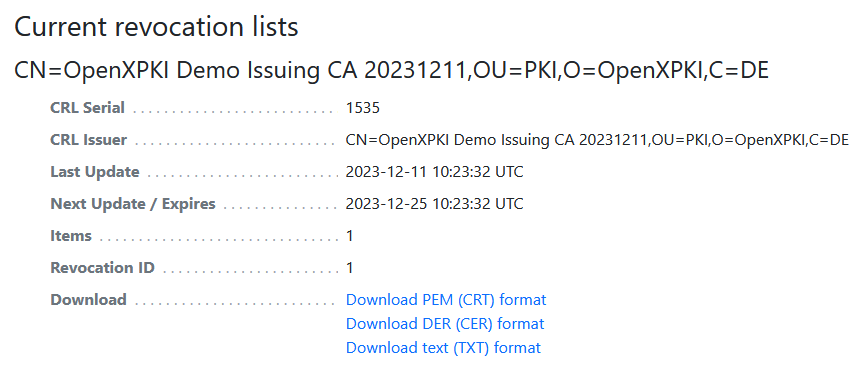 Current revocation lists
CN=OpenXPKI Demo Issuing CA 20231211,OU=PKI,O=OpenXPKI,C=DE
CRL Serial 1535
CRL Issuer CN=OpenXPKI Demo Issuing CA 20231211,OU=PKI,O=OpenXPKI,C=DE
Last Update 2023-12-11 10:23:32 UTC
Next Update / Expires 2023-12-25 10:23:32 UTC
Items 1
Revocation ID 1
Download Download PEM (CRT) format
Download DER (CER) format
Download text (TXT) format